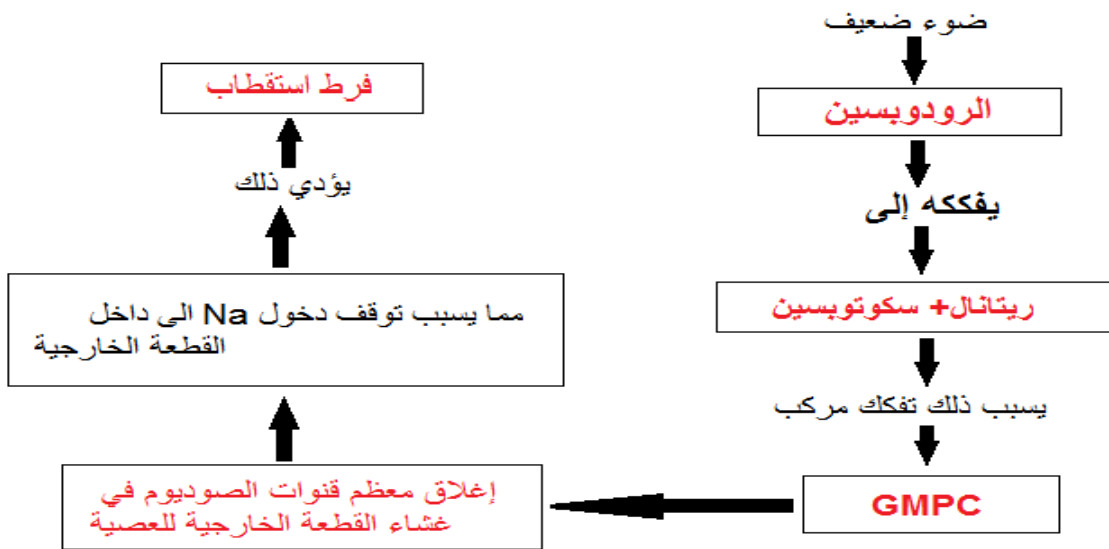 ضوء ضعيف
الرودوبسين
يفككه إلى
ريتانال+ سكوتوبسين
يسبب ذلك تفكك مركب
GMPC
إغلاق معظم قنوات الصوديوم في
غشاء القطعة الخارجية للعصية
مما يسبب توقف دخول Na الى داخل
القطعة الخارجية
يؤدي ذلك
فرط استقطاب